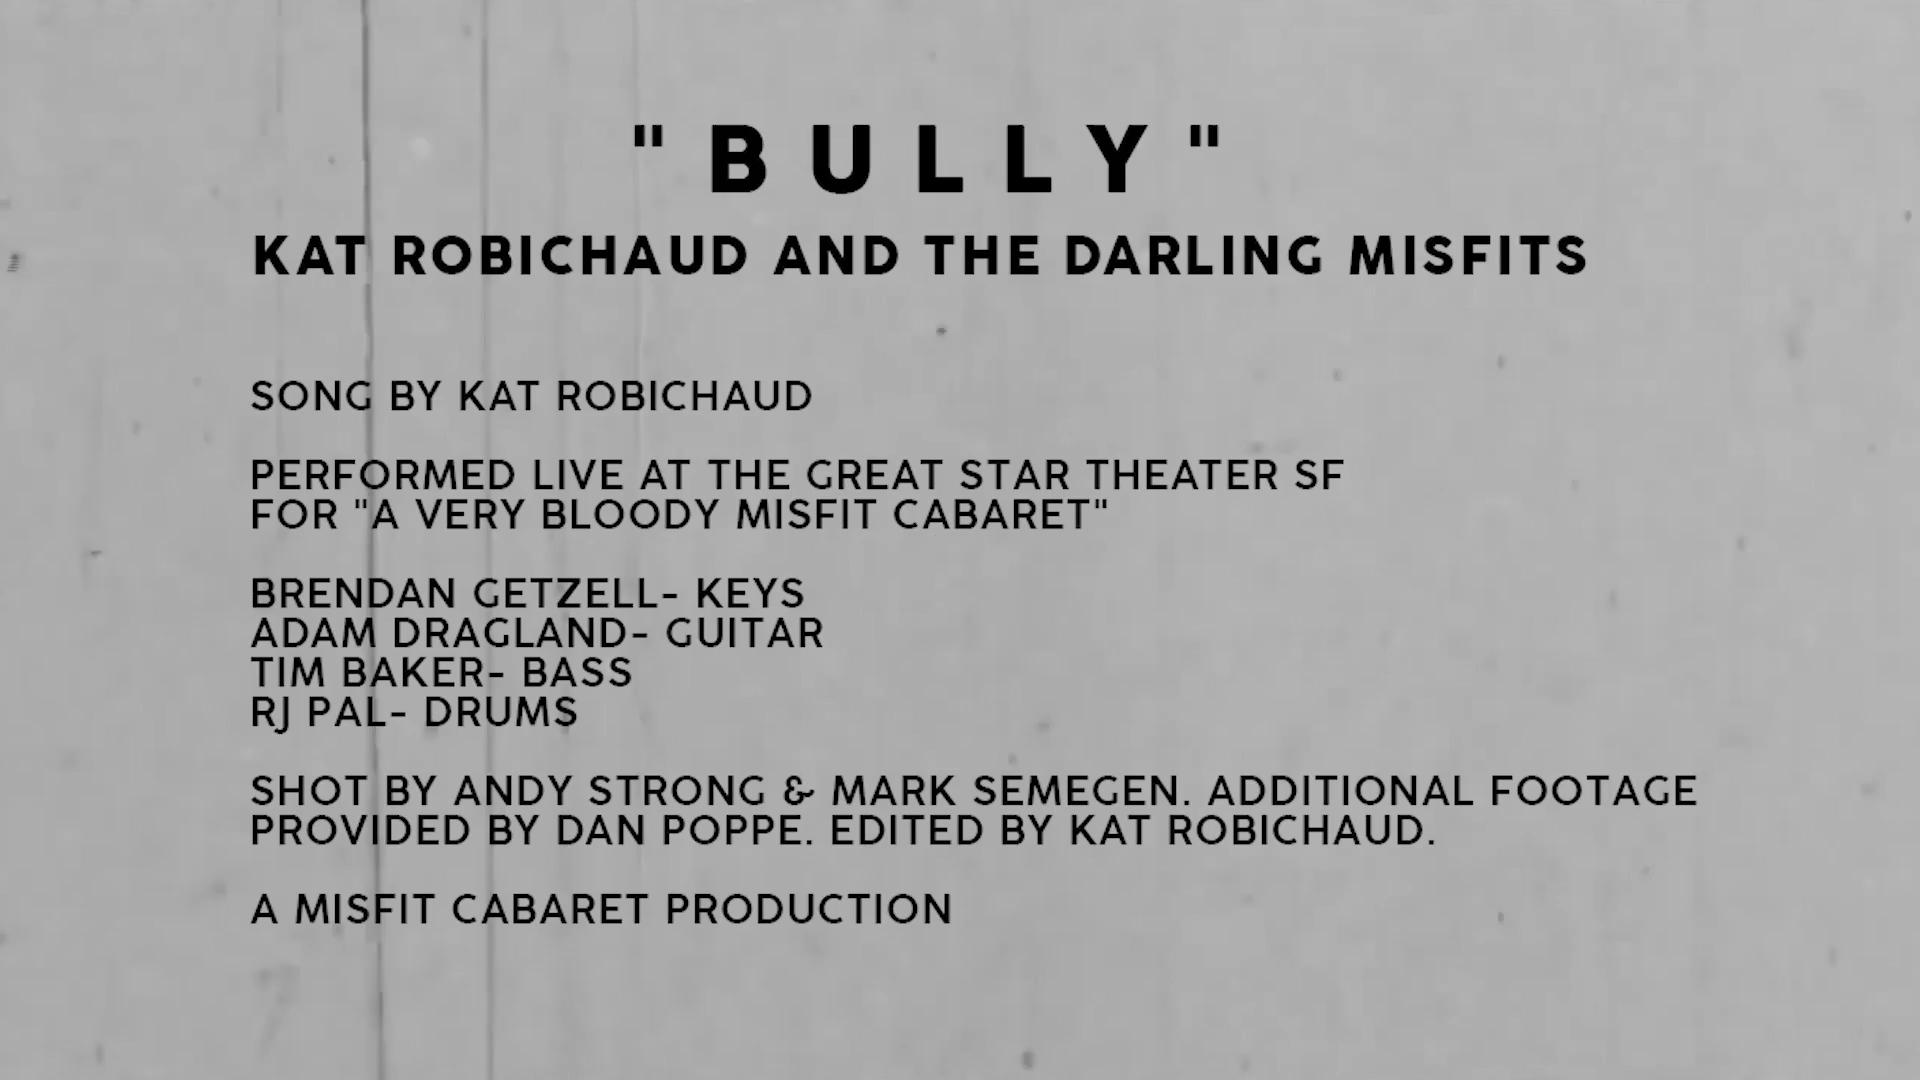 "BULLY"
KAT ROBICHAUD AND THE DARLING MISFITS
SONG BY KAT ROBICHAUD
PERFORMED LIVE AT THE GREAT STAR THEATER SF
FOR "A VERY BLOODY MISFIT CABARET"
BRENDAN GETZELL- KEYS
ADAM DRAGLAND- GUITAR
TIM BAKER- BASS
RJ PAL- DRUMS
SHOT BY ANDY STRONG & MARK SEMEGEN. ADDITIONAL FOOTAGE
PROVIDED BY DAN POPPE. EDITED BY KAT ROBICHAUD.
A MISFIT CABARET PRODUCTION